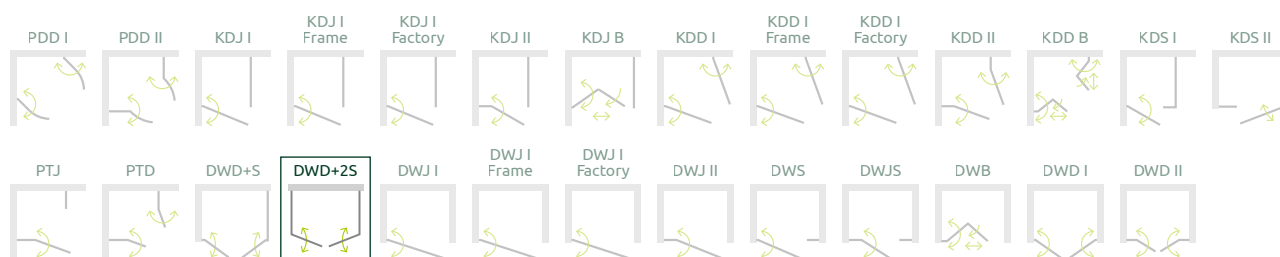 PDD I
PDD II
KDJ I
KDJ I
Frame
KDJ I
Factory
KDJ II
KDJ B
KDD I
KDD I
Frame
KDD I
Factory
KDD II
KDD B
KDS I
KDS II
PTJ
PTD
DWD+S
DWD+2S
DWJ I
DWJ I
Frame
DWJ I
Factory
DWJ II
DWS
DWJS
DWB
DWD I
DWD II